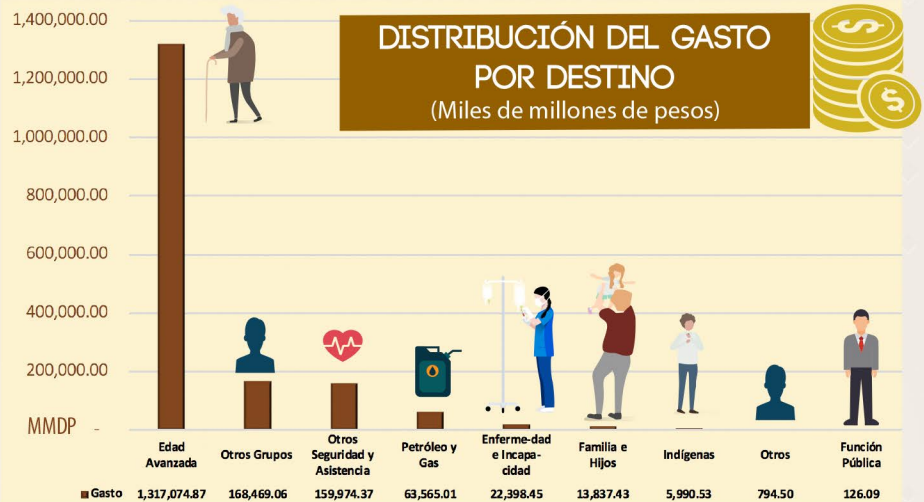 DISTRIBUCIÓN DEL GASTO
POR DESTINO
(Miles de millones de pesos)
$
$
1,400,000.00
1,200,000.00
1,000,000.00
800,000.00
600,000.00
400,000.00
200,000.00
MMDP -
Edad
Avanzada
Otros Grupos
Otros
Seguridad y
Asistencia
Petróleo y
Gas
Enferme-dad
e Incapa-
cidad
Familia e
Hijos
Indígenas
Otros
Función
Pública
Gasto 1,317,074.87 168,469.06 159,974.37 63,565.01 22,398.45 13,837.43 5,990.53 794.50 126.09